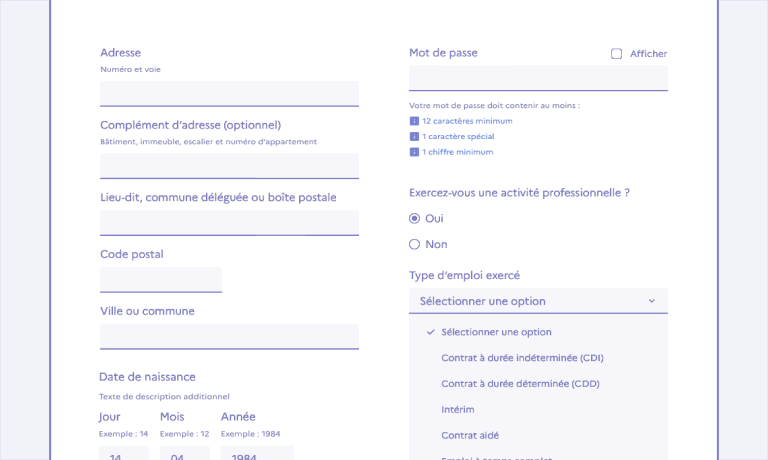 Adresse
Numéro et voie
Complément d'adresse (optionnel)
Bâtiment, immeuble, escalier et numéro d'appartement
Lieu-dit, commune déléguée ou boîte postale
Code postal
Ville ou commune
Date de naissance
Texte de description additionnel
Jour Mois Année
Exemple : 14 Exemple : 12 Exemple : 1984
14 04 1984
Mot de passe
Afficher
Votre mot de passe doit contenir au moins :
12 caractères minimum
1 caractère spécial
1 chiffre minimum
Exercez-vous une activité professionnelle ?
Oui
Non
Type d'emploi exercé
Sélectionner une option
Sélectionner une option
Contrat à durée indéterminée (CDI)
Contrat à durée déterminée (CDD)
Intérim
Contrat aidé
Emploi à temps complet